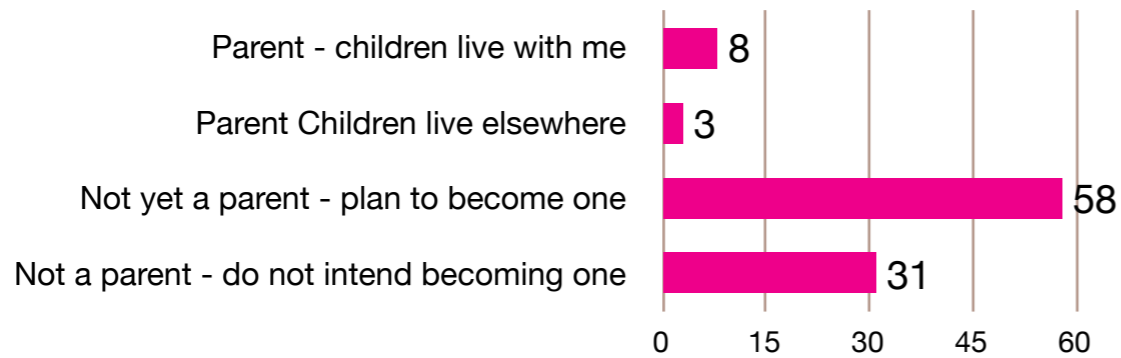 Parent - children live with me 8
Parent Children live elsewhere 3
Not yet a parent - plan to become one 58
Not a parent - do not intend becoming one 31
0 15 30 45 60